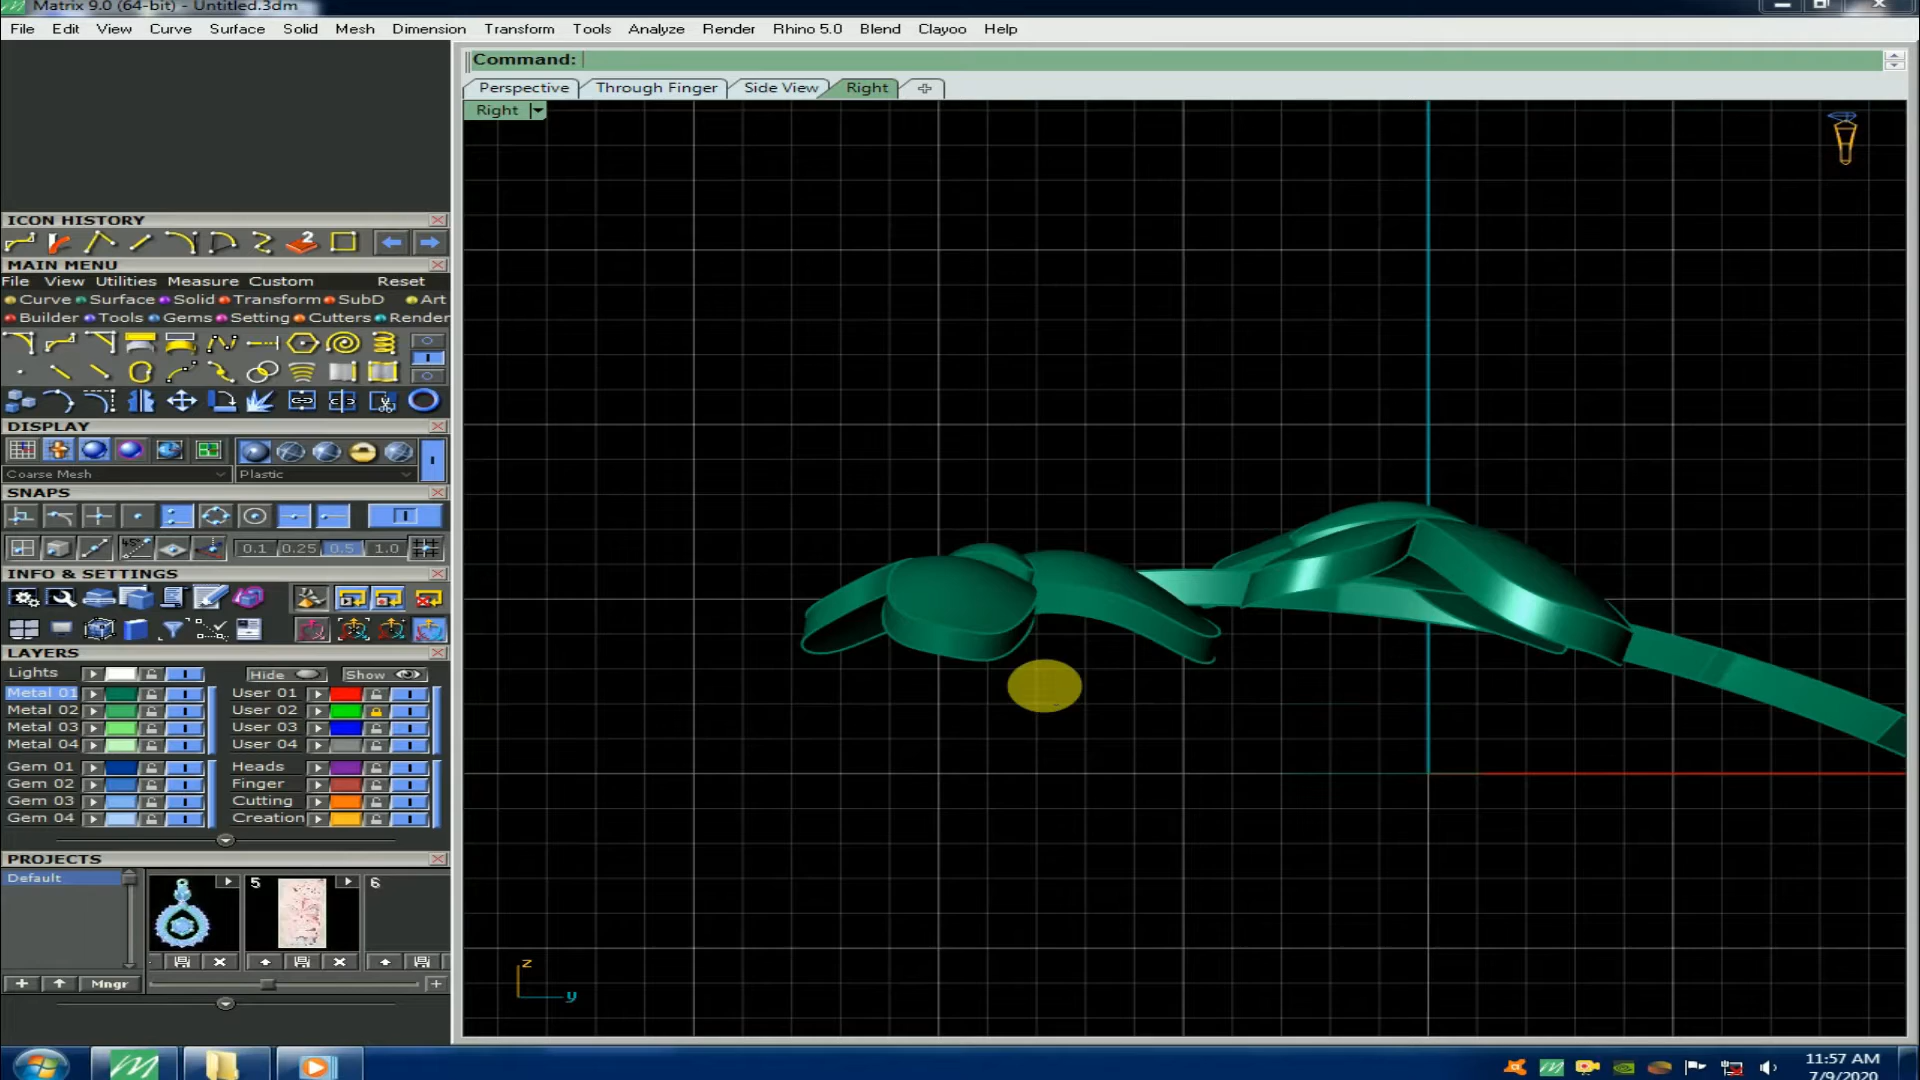 Matrix 9.0 (64-bit) - Untitled.3dm
File Edit View Curve Surface Solid Mesh Dimension Transform Tools Analyze Render Rhino 5.0 Blend Clayoo Help
Command:
Perspective Through Finger Side View Right
Right
ICON HISTORY
2
MAIN MENU
File View Utilities Measure Custom Reset
Curve Surface Solid Transform SubD Art
Builder Tools Gems Setting Cutters Render
DISPLAY
Coarse Mesh Plastic
SNAPS
45°
0.1 0.25 0.5 1.0
INFO & SETTINGS
LAYERS
Lights Hide Show
Metal 01 User 01
Metal 02 User 02
Metal 03 User 03
Metal 04 User 04
Gem 01 Heads
Gem 02 Finger
Gem 03 Cutting
Gem 04 Creation
PROJECTS
Default
5 6
Mngr
z
y
11:57 AM
7/9/2020